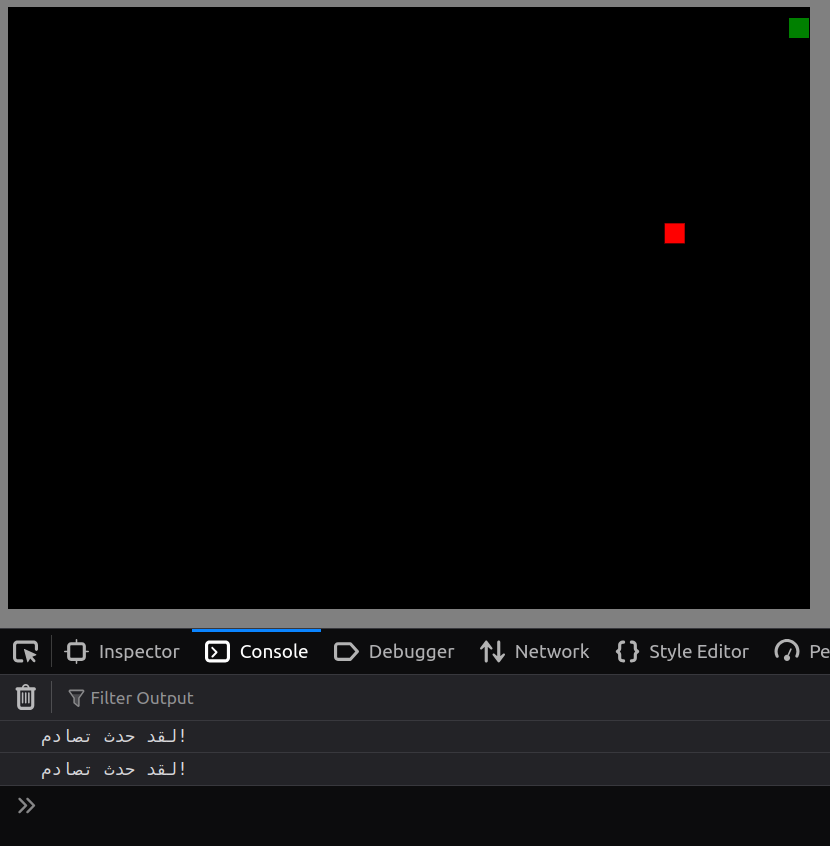 Inspector
Console
Debugger
Network
Style Editor
Pe
Filter Output
لقد حدث تصادم!
لقد حدث تصادم!